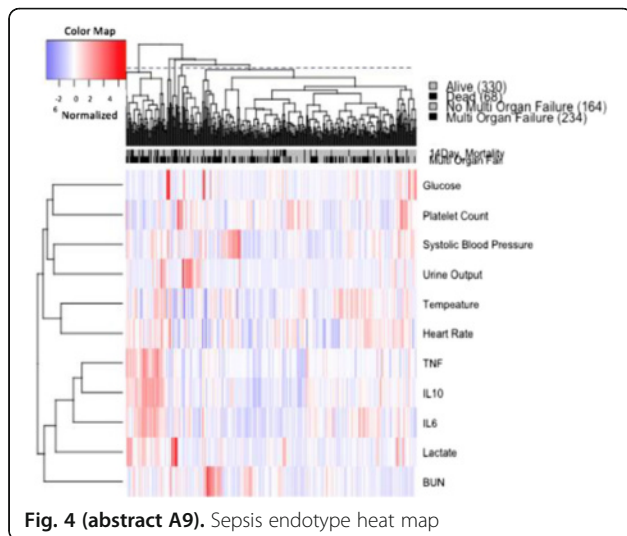 Color Map
-2 2 4
6
Normalized
Alive (330)
Dead (68)
No Multi Organ Failure (164)
Multi Organ Failure (234)
14Day_Mortality
Multi Organ Fail
Glucose
Platelet Count
Systolic Blood Pressure
Urine Output
Tempeature
Heart Rate
TNF
IL10
IL6
Lactate
BUN
Fig. 4 (abstract A9). Sepsis endotype heat map